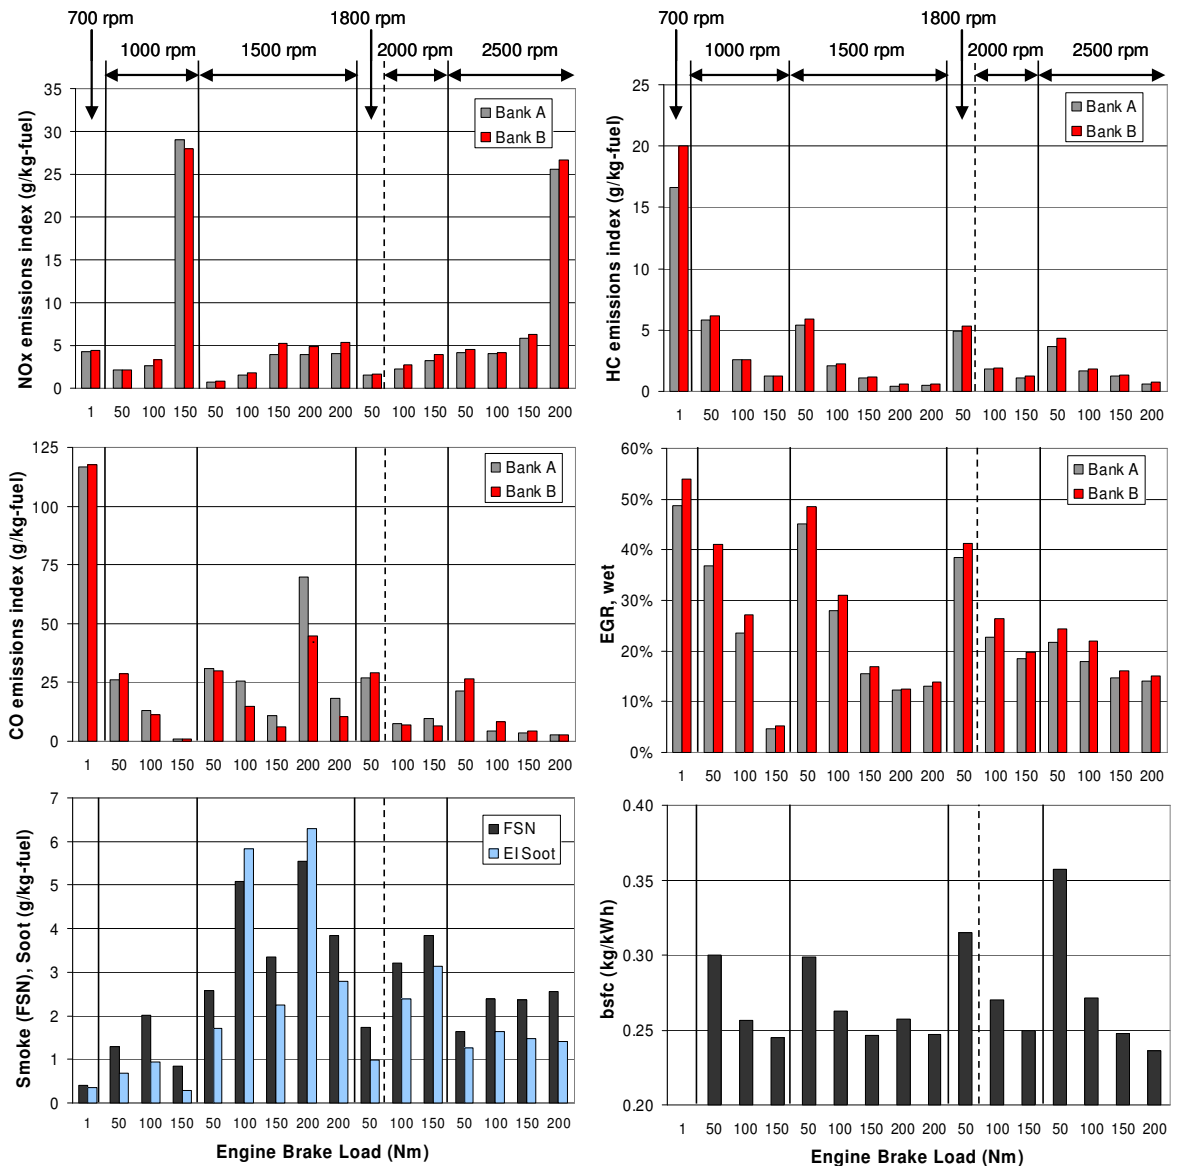 700 rpm 1800 rpm
1000 rpm 1500 rpm 2000 rpm 2500 rpm
NOx emissions index (g/kg-fuel)
35
30
25
20
15
10
5
0
Bank A
Bank B
1 50 100 150 50 100 150 200 200 50 100 150 50 100 150 200
700 rpm 1800 rpm
1000 rpm 1500 rpm 2000 rpm 2500 rpm
HC emissions index (g/kg-fuel)
25
20
15
10
5
0
Bank A
Bank B
1 50 100 150 50 100 150 200 200 50 100 150 50 100 150 200
CO emissions index (g/kg-fuel)
125
100
75
50
25
0
Bank A
Bank B
1 50 100 150 50 100 150 200 200 50 100 150 50 100 150 200
EGR, wet
60%
50%
40%
30%
20%
10%
0%
Bank A
Bank B
1 50 100 150 50 100 150 200 200 50 100 150 50 100 150 200
Smoke (FSN), Soot (g/kg-fuel)
7
6
5
4
3
2
1
0
FSN
EI Soot
1 50 100 150 50 100 150 200 200 50 100 150 50 100 150 200
Engine Brake Load (Nm)
bsfc (kg/kWh)
0.40
0.35
0.30
0.25
0.20
1 50 100 150 50 100 150 200 200 50 100 150 50 100 150 200
Engine Brake Load (Nm)